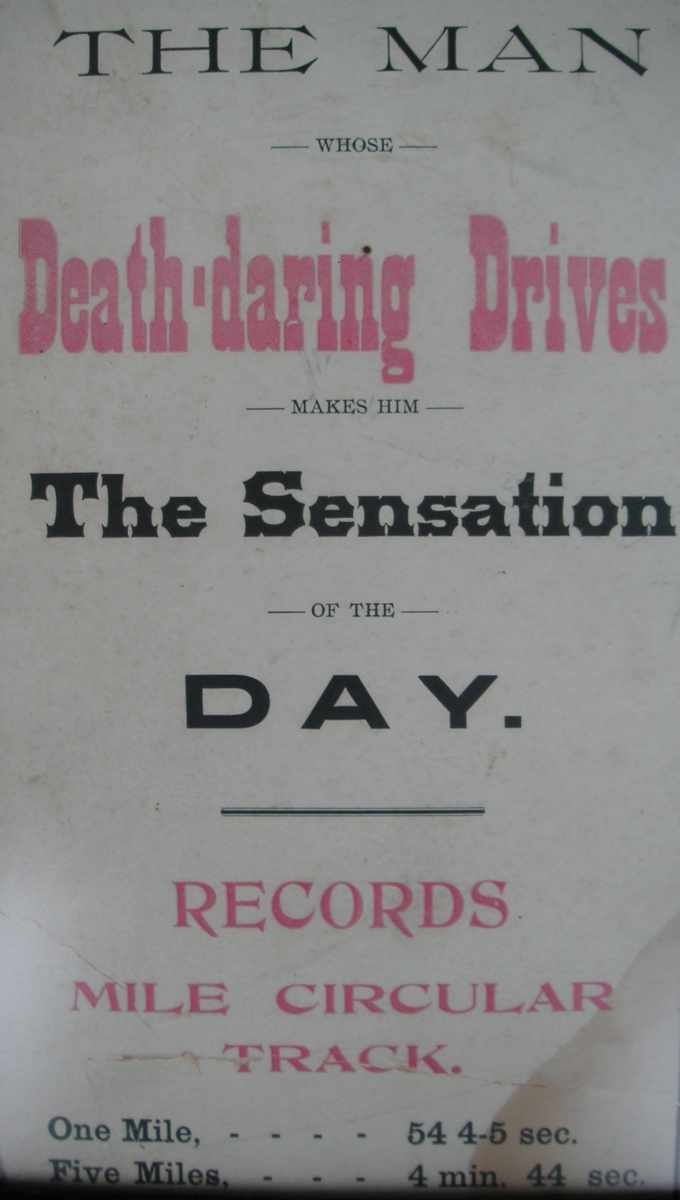 THE MAN
— WHOSE —
Death-daring Drives
— MAKES HIM —
The Sensation
— OF THE —
DAY.
RECORDS
MILE CIRCULAR
TRACK.
One Mile, - - - - 54 4-5 sec.
Five Miles, - - - 4 min. 44 sec.